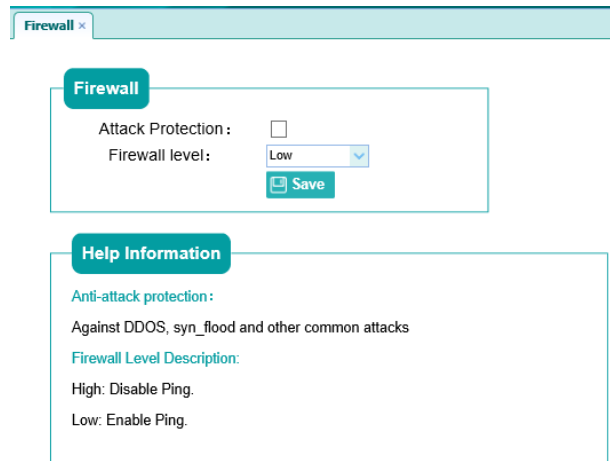 Firewall ×
Firewall
Attack Protection：
Firewall level： Low
Save
Help Information
Anti-attack protection：
Against DDOS, syn_flood and other common attacks
Firewall Level Description:
High: Disable Ping.
Low: Enable Ping.